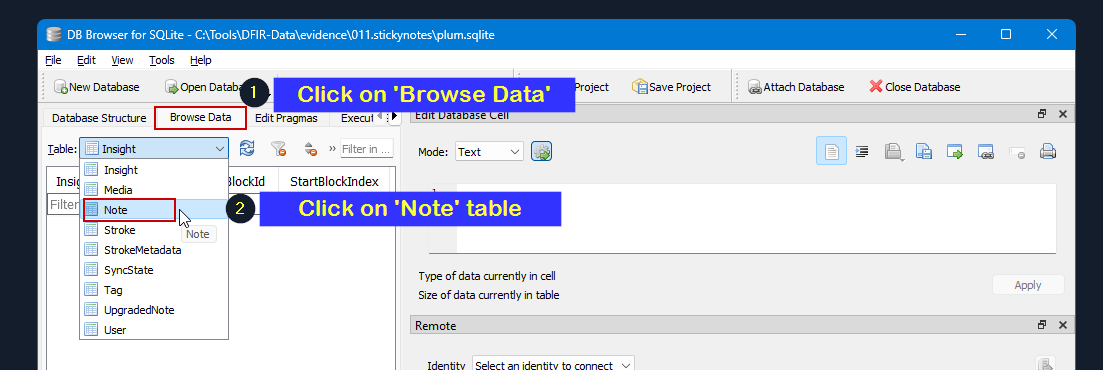 DB Browser for SQLite - C:\Tools\DFIR-Data\evidence\011.stickynotes\plum.sqlite
File Edit View Tools Help
New Database Open Datab 1 Click on 'Browse Data' Project Save Project Attach Database Close Database
Database Structure Browse Data Edit Pragmas Execut Edit Database Cell
Table: Insight » Filter in ... Mode: Text
Insight
Insig BlockId StartBlockIndex
Media
1
Filter Note 2 Click on 'Note' table
Stroke Note
StrokeMetadata
SyncState Type of data currently in cell
Tag Size of data currently in table Apply
UpgradedNote
User Remote
Identity Select an identity to connect